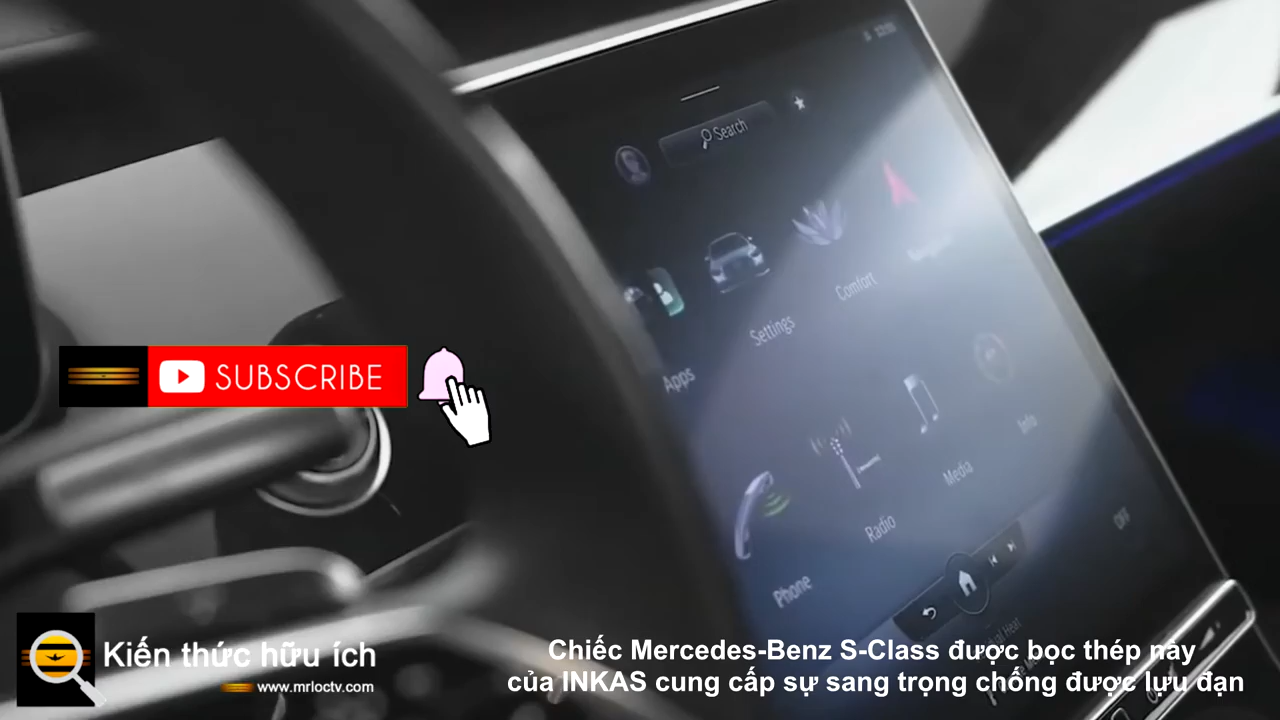 Search
Comfort
Settings
Apps
Info
Media
Radio
OFF
Phone
SUBSCRIBE
Kiến thức hữu ích
www.mrloctv.com
Chiếc Mercedes-Benz S-Class được bọc thép này
của INKAS cung cấp sự sang trọng chống được lựu đạn